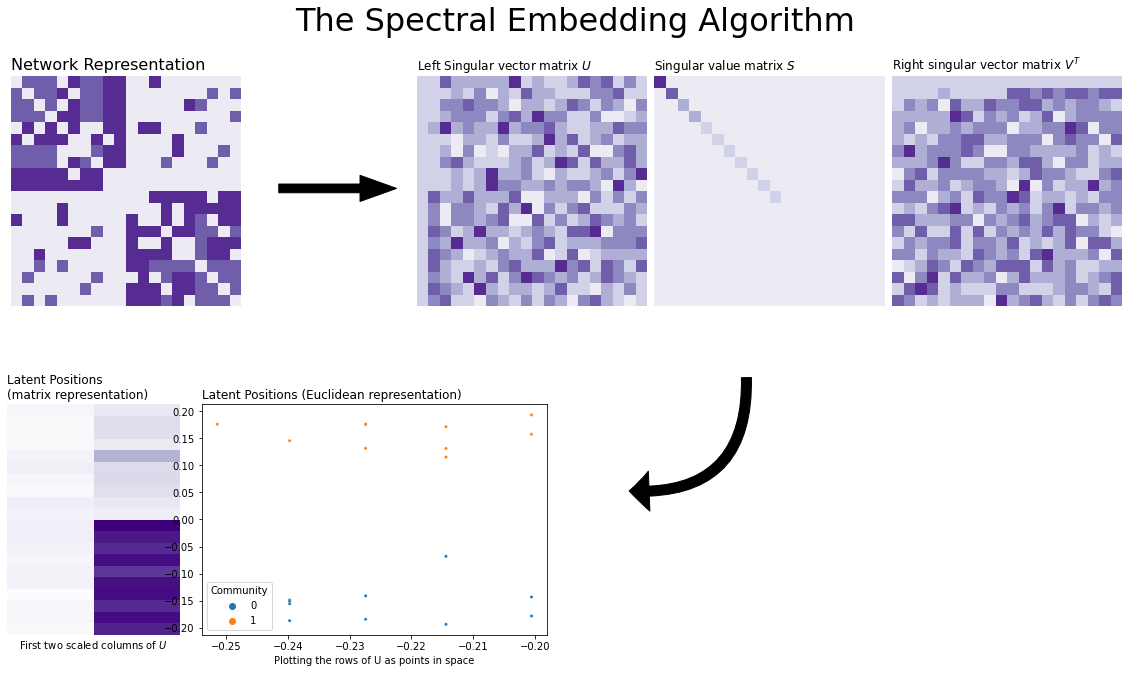 The Spectral Embedding Algorithm
Network Representation
Left Singular vector matrix U
Singular value matrix S
Right singular vector matrix V^T
Latent Positions
(matrix representation)
First two scaled columns of U
Latent Positions (Euclidean representation)
0.20
0.15
0.10
0.05
0.00
−0.05
−0.10
−0.15
−0.20
Community
0
1
−0.25 −0.24 −0.23 −0.22 −0.21 −0.20
Plotting the rows of U as points in space